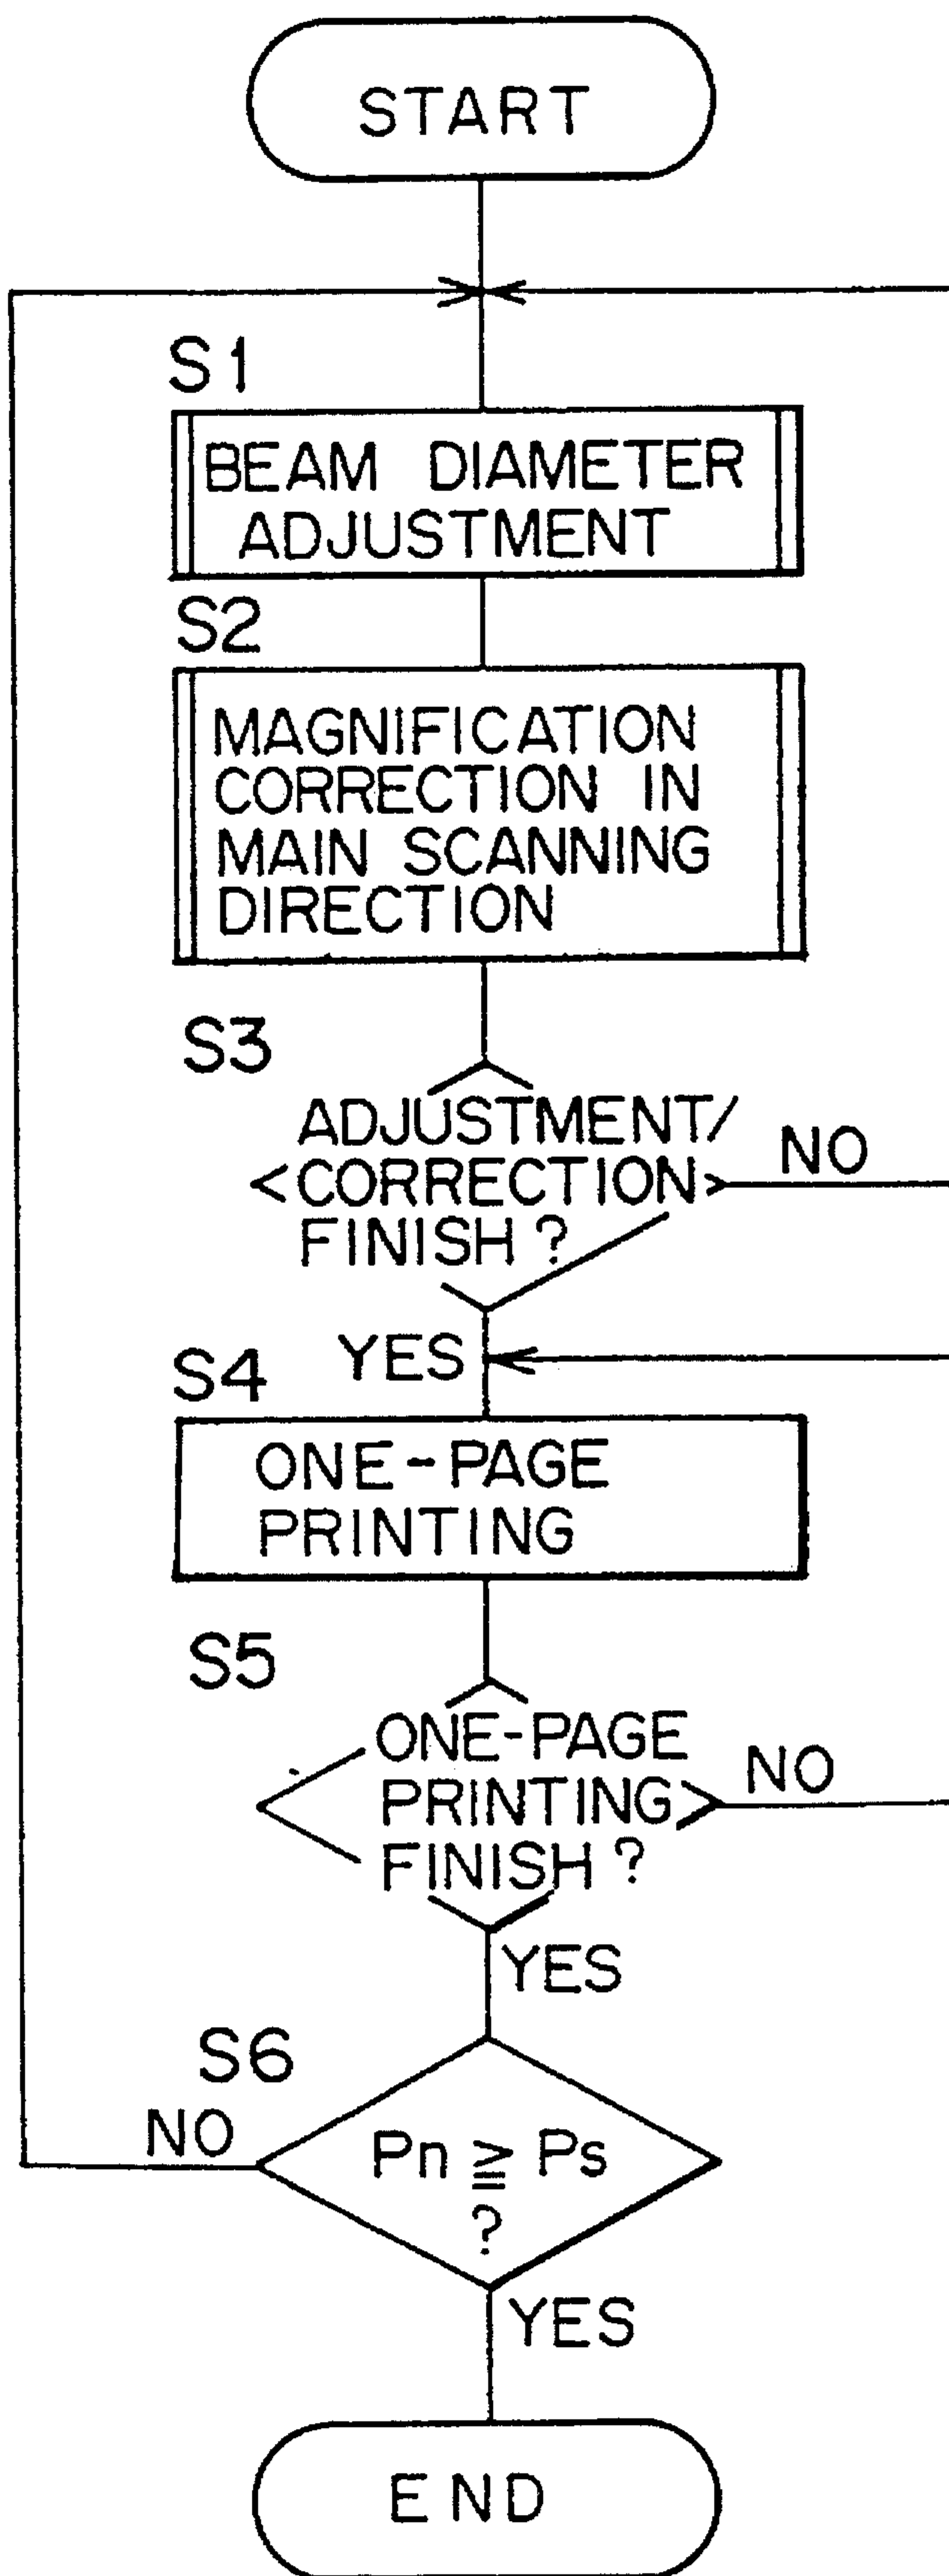 START
S1
BEAM DIAMETER
ADJUSTMENT
S2
MAGNIFICATION
CORRECTION IN
MAIN SCANNING
DIRECTION
S3
ADJUSTMENT/
CORRECTION
FINISH?
NO
YES
S4
ONE-PAGE
PRINTING
S5
ONE-PAGE
PRINTING
FINISH?
NO
YES
S6
NO
Pn ≧ Ps
?
YES
END